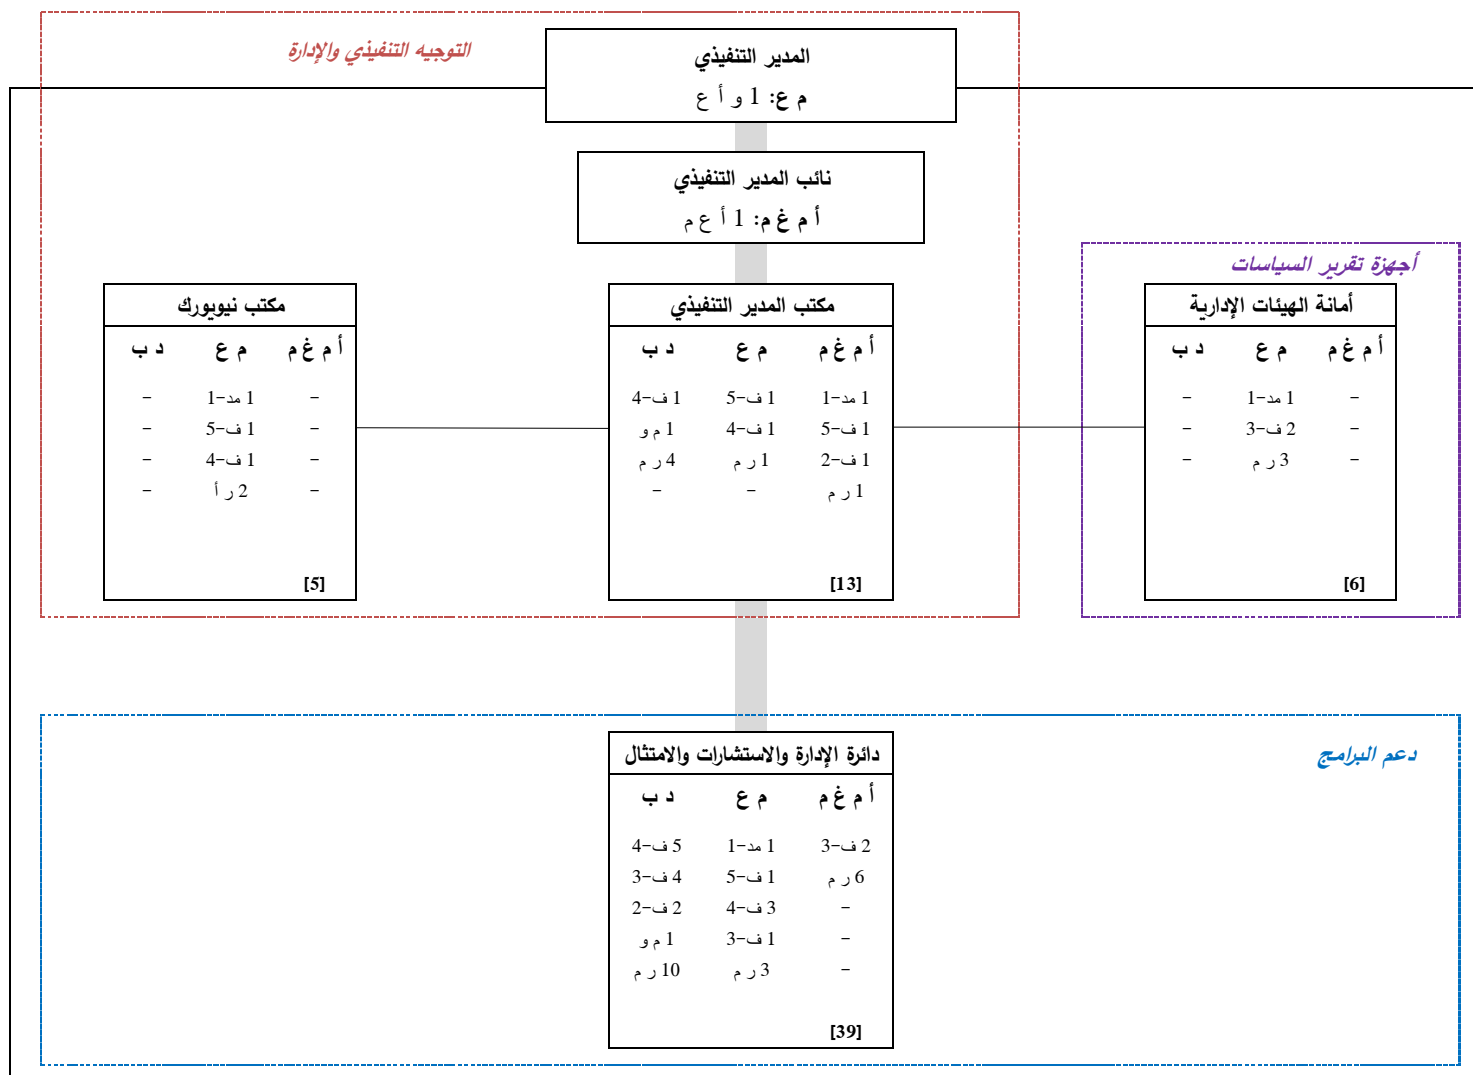 التوجيه التنفيذي والإدارة
المدير التنفيذي
م ع: 1 و أ ع
نائب المدير التنفيذي
أ م غ م: 1 أ ع م
أجهزة تقرير السياسات
أمانة الهيئات الإدارية
أ م غ م م ع د ب
- 1 مد-1 -
- 2 ف-3 -
- 3 ر م -
[6]
مكتب المدير التنفيذي
أ م غ م م ع د ب
1 مد-1 1 ف-5 1 ف-4
1 ف-5 1 ف-4 1 م و
1 ف-2 1 ر م 4 ر م
1 ر م - -
[13]
مكتب نيويورك
أ م غ م م ع د ب
- 1 مد-1 -
- 1 ف-5 -
- 1 ف-4 -
- 2 ر أ -
[5]
دعم البرامج
دائرة الإدارة والاستشارات والامتثال
أ م غ م م ع د ب
2 ف-3 1 مد-1 5 ف-4
6 ر م 1 ف-5 4 ف-3
- 3 ف-4 2 ف-2
- 1 ف-3 1 م و
- 3 ر م 10 ر م
[39]